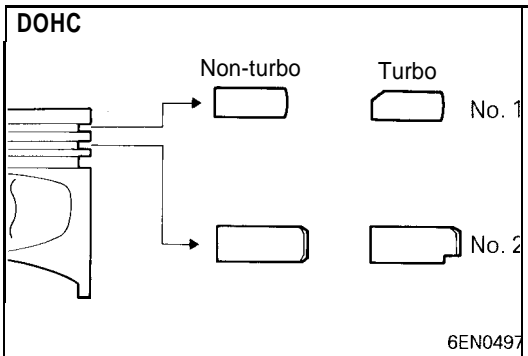 DOHC
Non-turbo Turbo
No. 1
No. 2
6EN0497